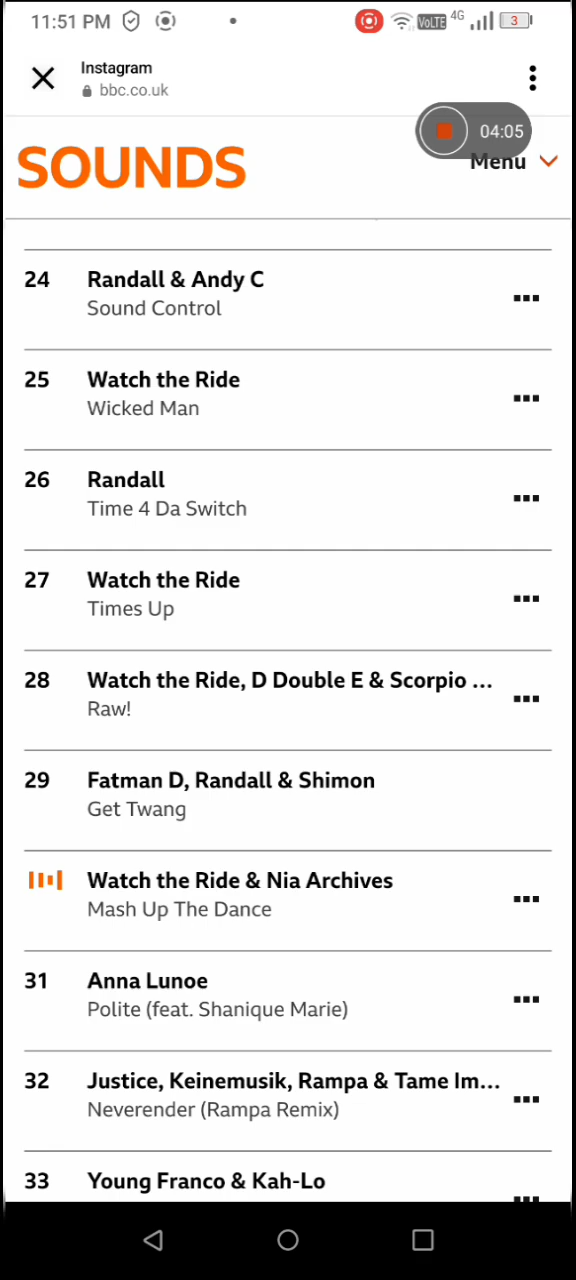 11:51 PM
VoLTE 4G 3
Instagram
bbc.co.uk
04:05
SOUNDS
Menu
24 Randall & Andy C
Sound Control
25 Watch the Ride
Wicked Man
26 Randall
Time 4 Da Switch
27 Watch the Ride
Times Up
28 Watch the Ride, D Double E & Scorpio ...
Raw!
29 Fatman D, Randall & Shimon
Get Twang
Watch the Ride & Nia Archives
Mash Up The Dance
31 Anna Lunoe
Polite (feat. Shanique Marie)
32 Justice, Keinemusik, Rampa & Tame Im...
Neverender (Rampa Remix)
33 Young Franco & Kah-Lo